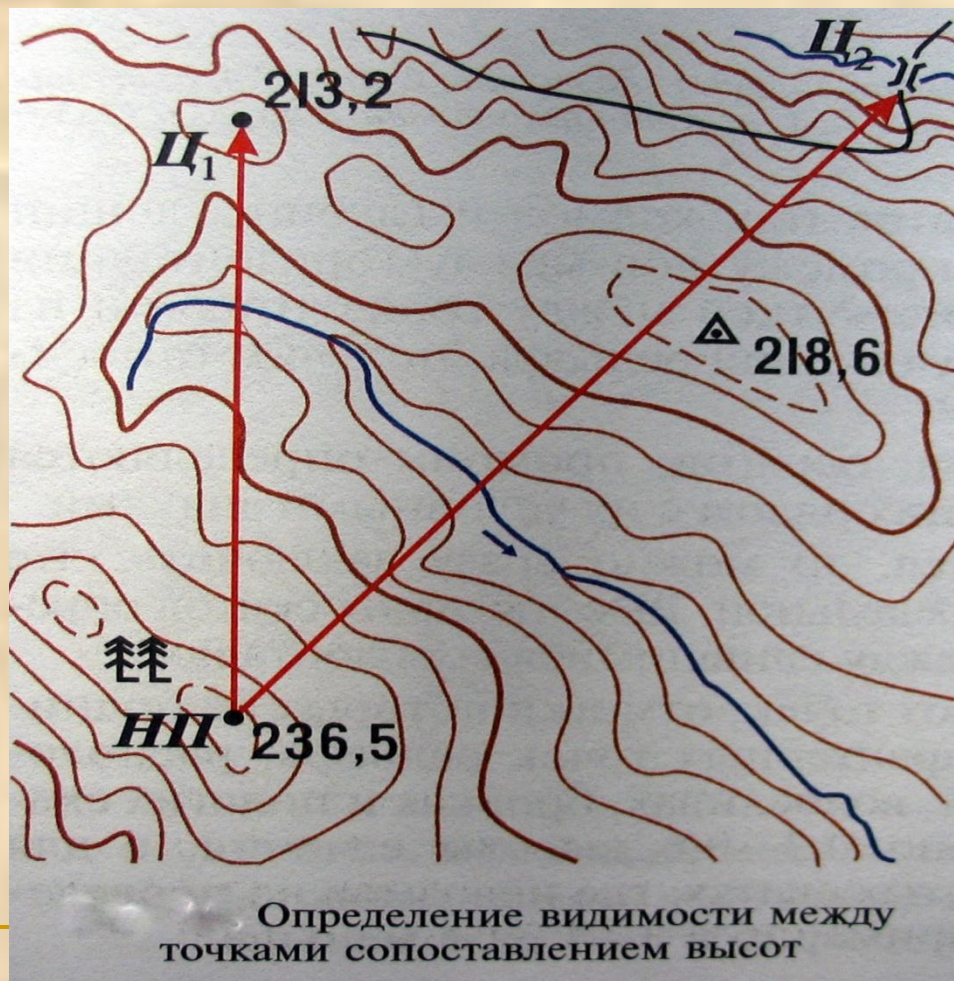 Ц2
213,2
Ц1
218,6
НП 236,5
Определение видимости между
точками сопоставлением высот